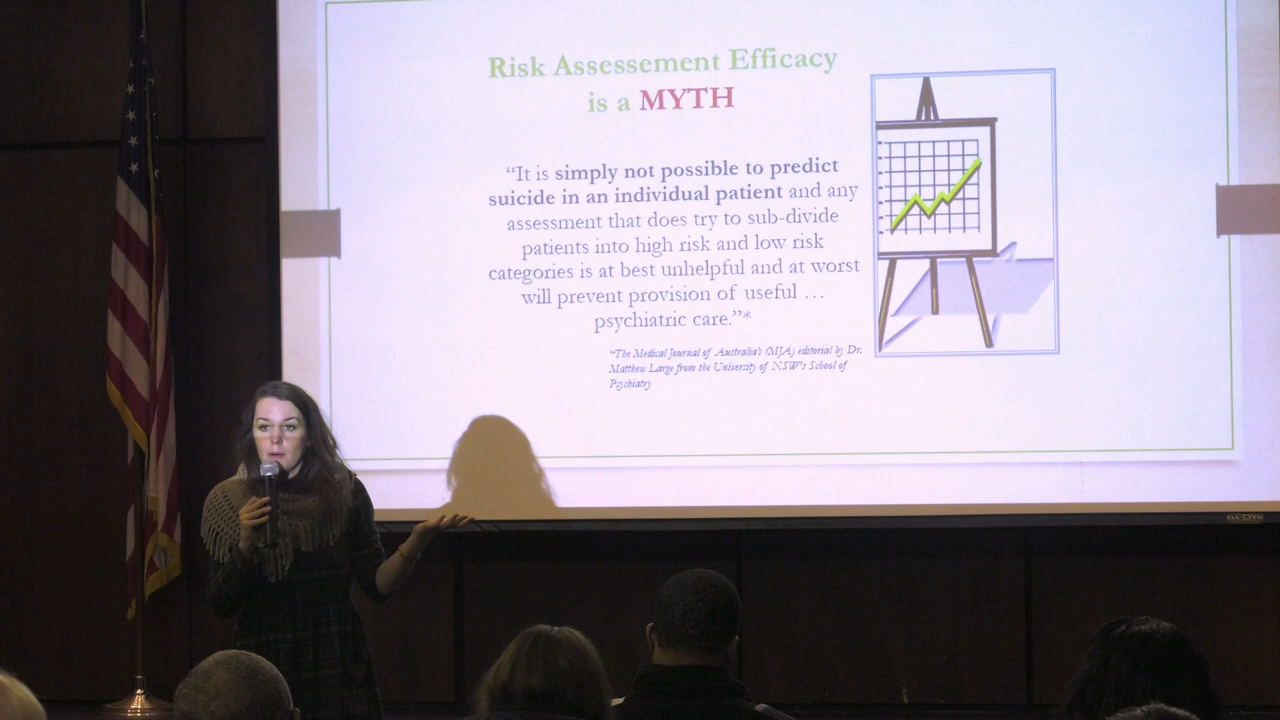 Risk Assessement Efficacy
is a MYTH
“It is simply not possible to predict
suicide in an individual patient and any
assessment that does try to sub-divide
patients into high risk and low risk
categories is at best unhelpful and at worst
will prevent provision of useful …
psychiatric care.”*
*The Medical Journal of Australia's (MJA) editorial by Dr.
Matthew Large from the University of NSW's School of
Psychiatry
DA-LITE